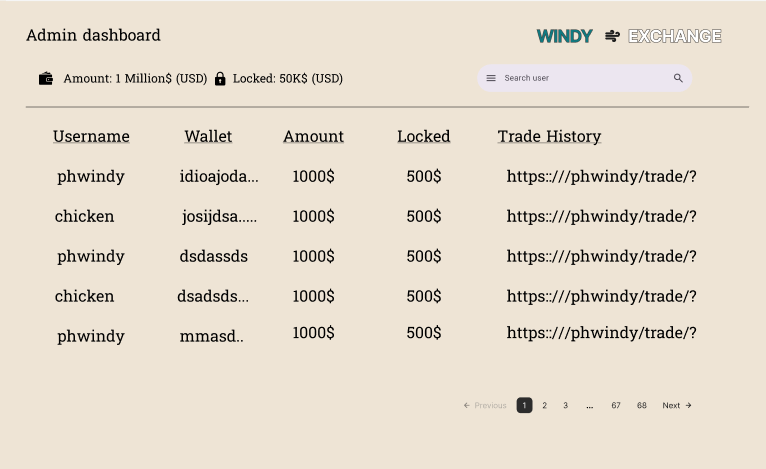 Admin dashboard
WINDY EXCHANGE
Amount: 1 Million$ (USD) Locked: 50K$ (USD)
Search user
Username Wallet Amount Locked Trade History
phwindy idioajoda... 1000$ 500$ https:://phwindy/trade/?
chicken josijdsa..... 1000$ 500$ https:://phwindy/trade/?
phwindy dsdassds 1000$ 500$ https:://phwindy/trade/?
chicken dsadsds... 1000$ 500$ https:://phwindy/trade/?
phwindy mmasd.. 1000$ 500$ https:://phwindy/trade/?
← Previous 1 2 3 ... 67 68 Next →